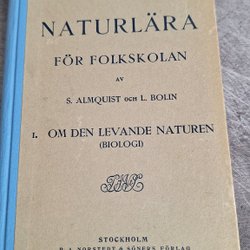 NATURLÄRA
FÖR FOLKSKOLAN
AV
S. ALMQUIST OCH L. BOLIN
I. OM DEN LEVANDE NATUREN
(BIOLOGI)
STOCKHOLM
P. A. NORSTEDT & SÖNERS FÖRLAG